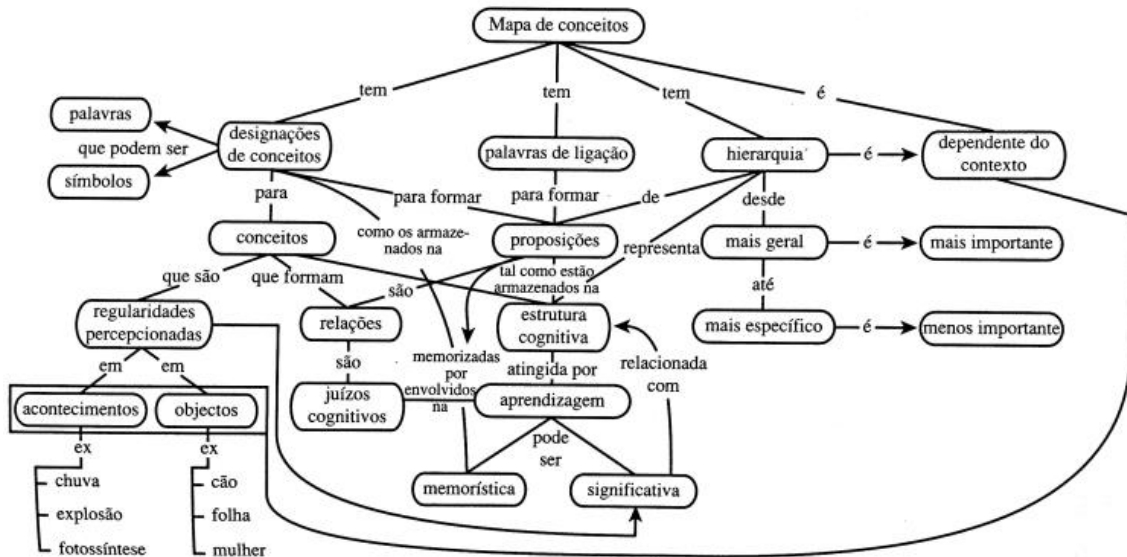 Mapa de conceitos
tem
tem
tem
é
palavras
que podem ser
símbolos
designações
de conceitos
palavras de ligação
hierarquia
é
dependente do
contexto
para
para formar
para formar
de
desde
conceitos
como os armaze-
nados na
proposições
representa
mais geral
é
mais importante
que são
que formam
são
tal como estão
armazenados na
até
regularidades
percepcionadas
relações
estrutura
cognitiva
mais específico
é
menos importante
em
em
são
memorizadas
por
envolvidos
na
atingida por
relacionada
com
acontecimentos
objectos
juízos
cognitivos
aprendizagem
ex
ex
pode
ser
chuva
cão
memorística
significativa
explosão
folha
fotossíntese
mulher